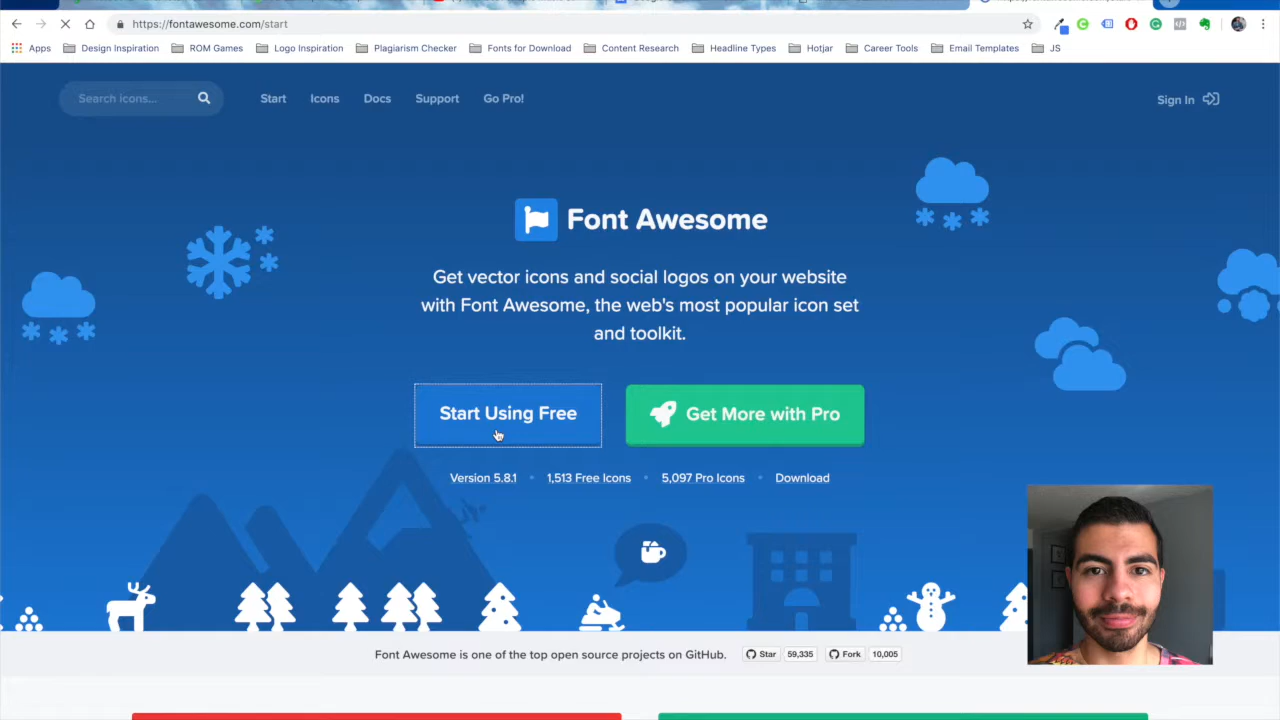 https://fontawesome.com/start
Apps Design Inspiration ROM Games Logo Inspiration Plagiarism Checker Fonts for Download Content Research Headline Types Hotjar Career Tools Email Templates JS
Search icons... Start Icons Docs Support Go Pro! Sign In
Font Awesome
Get vector icons and social logos on your website
with Font Awesome, the web's most popular icon set
and toolkit.
Start Using Free Get More with Pro
Version 5.8.1 1,513 Free Icons 5,097 Pro Icons Download
Font Awesome is one of the top open source projects on GitHub. Star 59,335 Fork 10,005